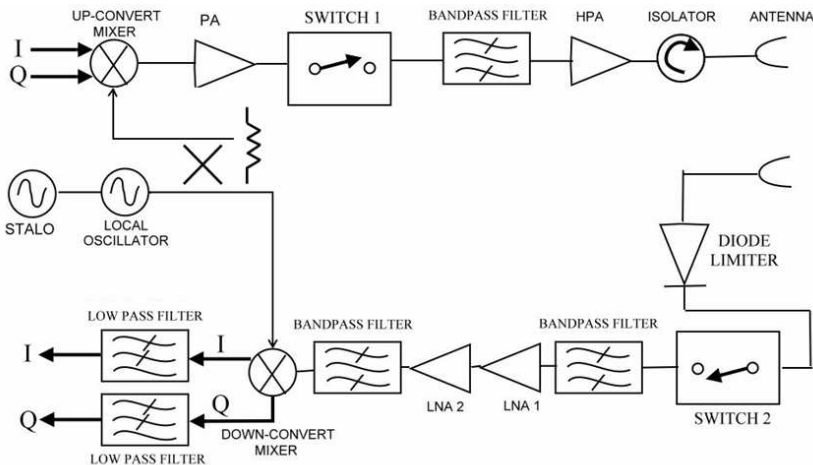 UP-CONVERT
MIXER
PA
SWITCH 1
BANDPASS FILTER
HPA
ISOLATOR
ANTENNA
I
Q
STALO
LOCAL
OSCILLATOR
DIODE
LIMITER
LOW PASS FILTER
BANDPASS FILTER
BANDPASS FILTER
I
I
Q
Q
LNA 2
LNA 1
SWITCH 2
DOWN-CONVERT
MIXER
LOW PASS FILTER